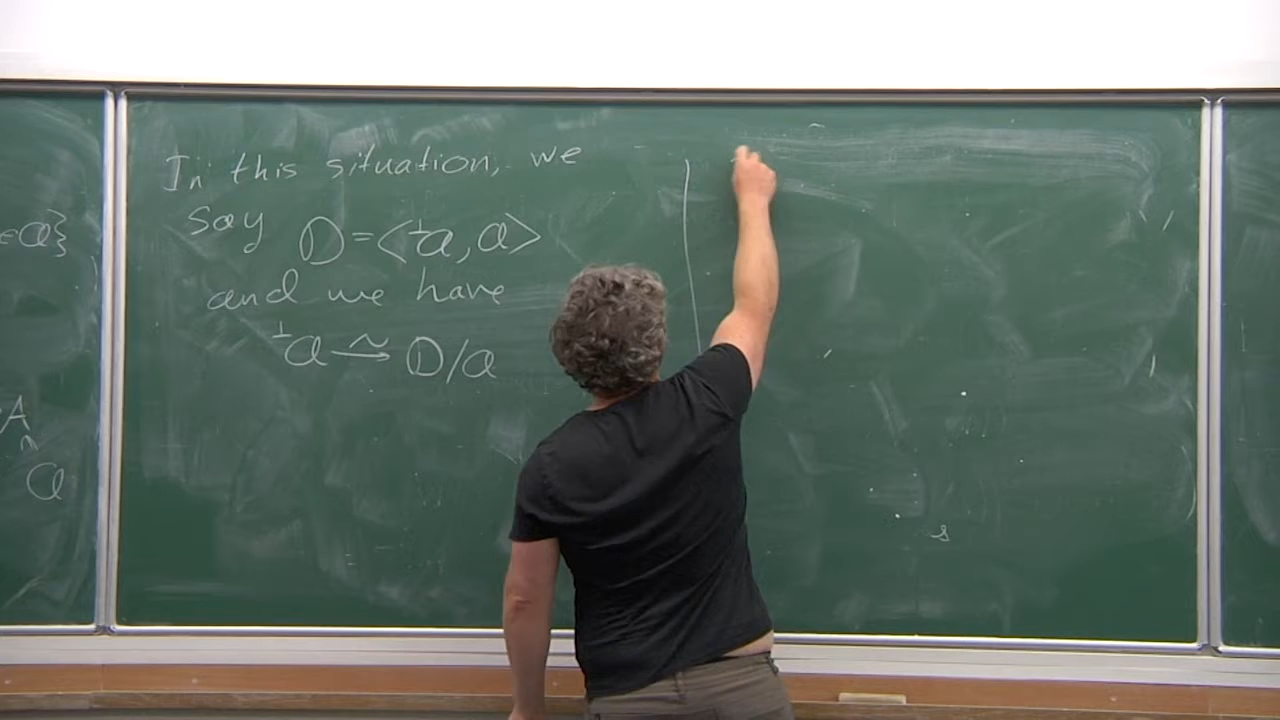 ∈a}
A
∩
a
In this situation, we
say D = <⊥a, a>
and we have
⊥a ~→ D/a
s